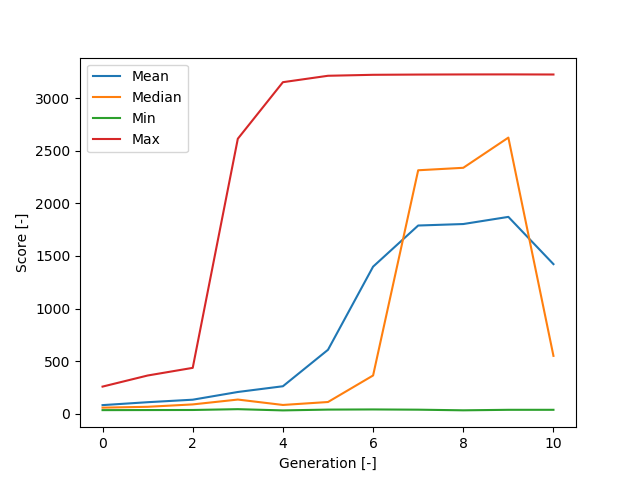 Mean
Median
Min
Max
3000
2500
2000
1500
1000
500
0
Score [-]
0 2 4 6 8 10
Generation [-]